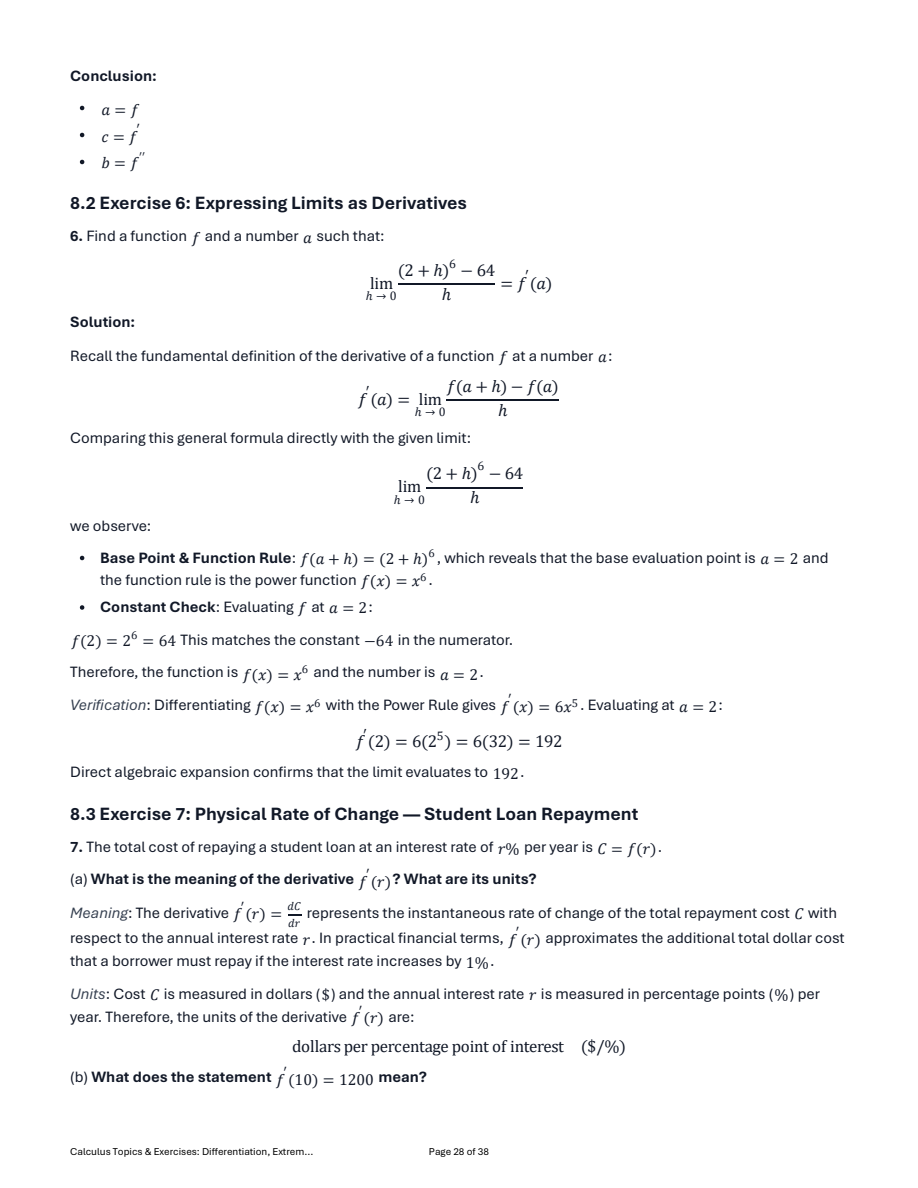 Conclusion:
• a = f
• c = f′
• b = f″
8.2 Exercise 6: Expressing Limits as Derivatives
6. Find a function f and a number a such that:
lim_{h → 0} \frac{(2 + h)^6 − 64}{h} = f′(a)
Solution:
Recall the fundamental definition of the derivative of a function f at a number a:
f′(a) = lim_{h → 0} \frac{f(a + h) − f(a)}{h}
Comparing this general formula directly with the given limit:
lim_{h → 0} \frac{(2 + h)^6 − 64}{h}
we observe:
• Base Point & Function Rule: f(a + h) = (2 + h)^6, which reveals that the base evaluation point is a = 2 and
the function rule is the power function f(x) = x^6.
• Constant Check: Evaluating f at a = 2:
f(2) = 2^6 = 64 This matches the constant −64 in the numerator.
Therefore, the function is f(x) = x^6 and the number is a = 2.
Verification: Differentiating f(x) = x^6 with the Power Rule gives f′(x) = 6x^5. Evaluating at a = 2:
f′(2) = 6(2^5) = 6(32) = 192
Direct algebraic expansion confirms that the limit evaluates to 192.
8.3 Exercise 7: Physical Rate of Change — Student Loan Repayment
7. The total cost of repaying a student loan at an interest rate of r% per year is C = f(r).
(a) What is the meaning of the derivative f′(r)? What are its units?
Meaning: The derivative f′(r) = \frac{dC}{dr} represents the instantaneous rate of change of the total repayment cost C with
respect to the annual interest rate r. In practical financial terms, f′(r) approximates the additional total dollar cost
that a borrower must repay if the interest rate increases by 1%.
Units: Cost C is measured in dollars ($) and the annual interest rate r is measured in percentage points (%) per
year. Therefore, the units of the derivative f′(r) are:
dollars per percentage point of interest ($/%)
(b) What does the statement f′(10) = 1200 mean?
Calculus Topics & Exercises: Differentiation, Extrem... Page 28 of 38